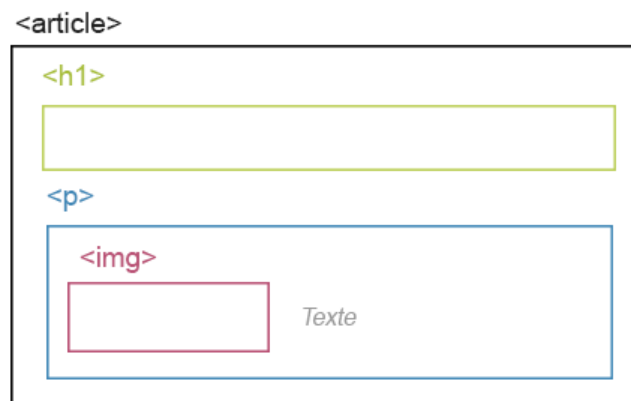 <article>
<h1>
<p>
<img>
Texte